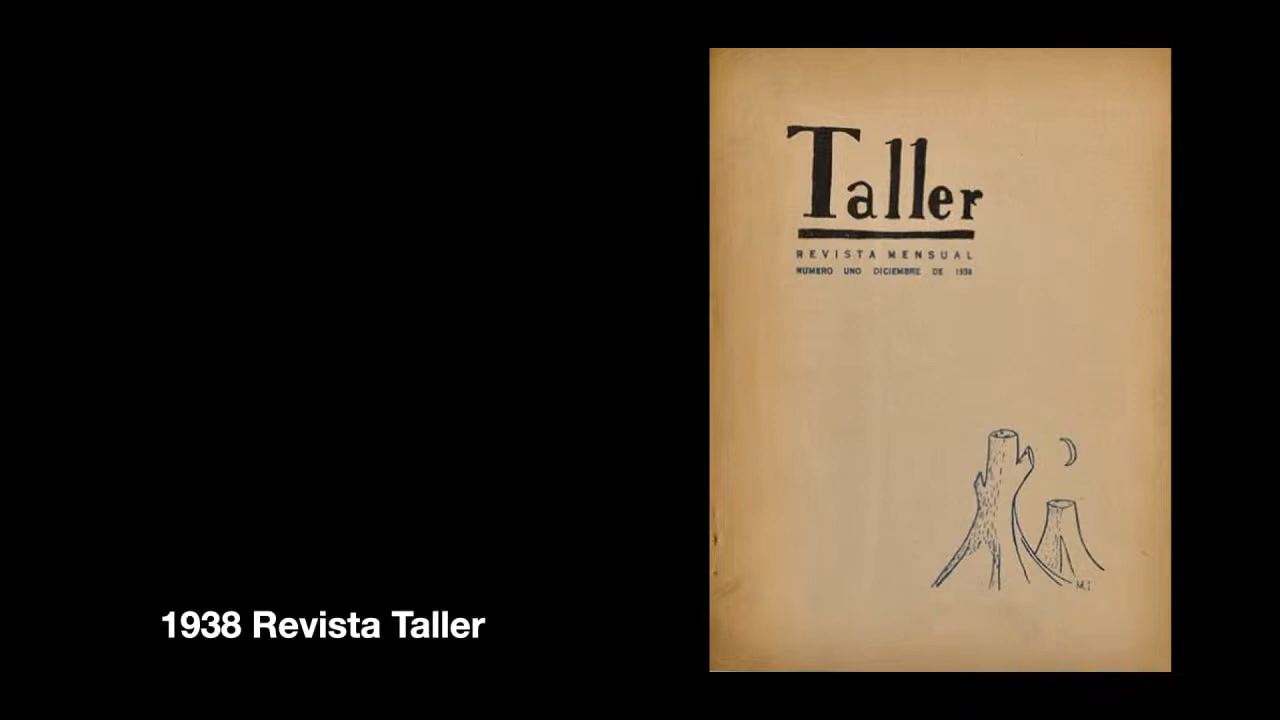 Taller
REVISTA MENSUAL
NUMERO UNO DICIEMBRE DE 1938
1938 Revista Taller